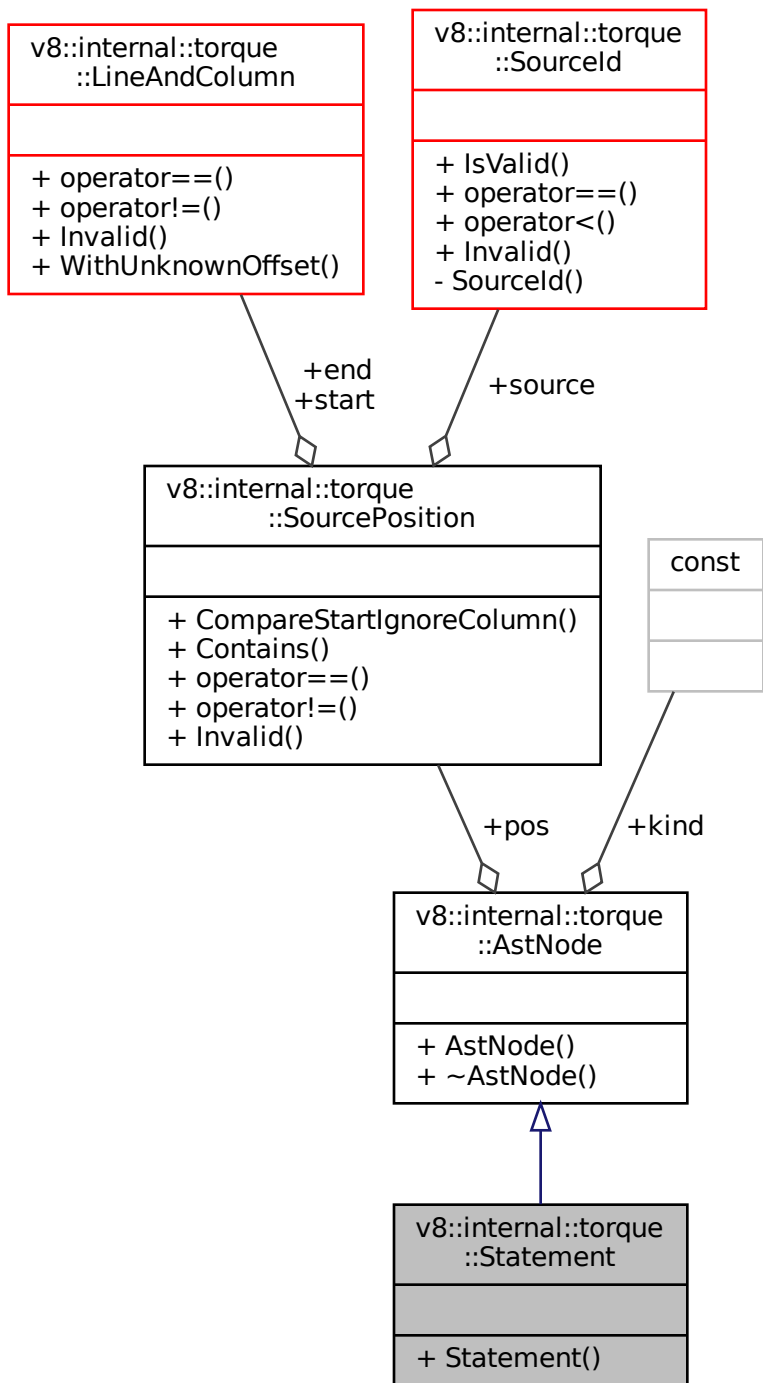 v8::internal::torque
::LineAndColumn
+ operator==()
+ operator!=()
+ Invalid()
+ WithUnknownOffset()
v8::internal::torque
::SourceId
+ IsValid()
+ operator==()
+ operator<()
+ Invalid()
- SourceId()
+end
+start
+source
v8::internal::torque
::SourcePosition
+ CompareStartIgnoreColumn()
+ Contains()
+ operator==()
+ operator!=()
+ Invalid()
const
+pos
+kind
v8::internal::torque
::AstNode
+ AstNode()
+ ~AstNode()
v8::internal::torque
::Statement
+ Statement()